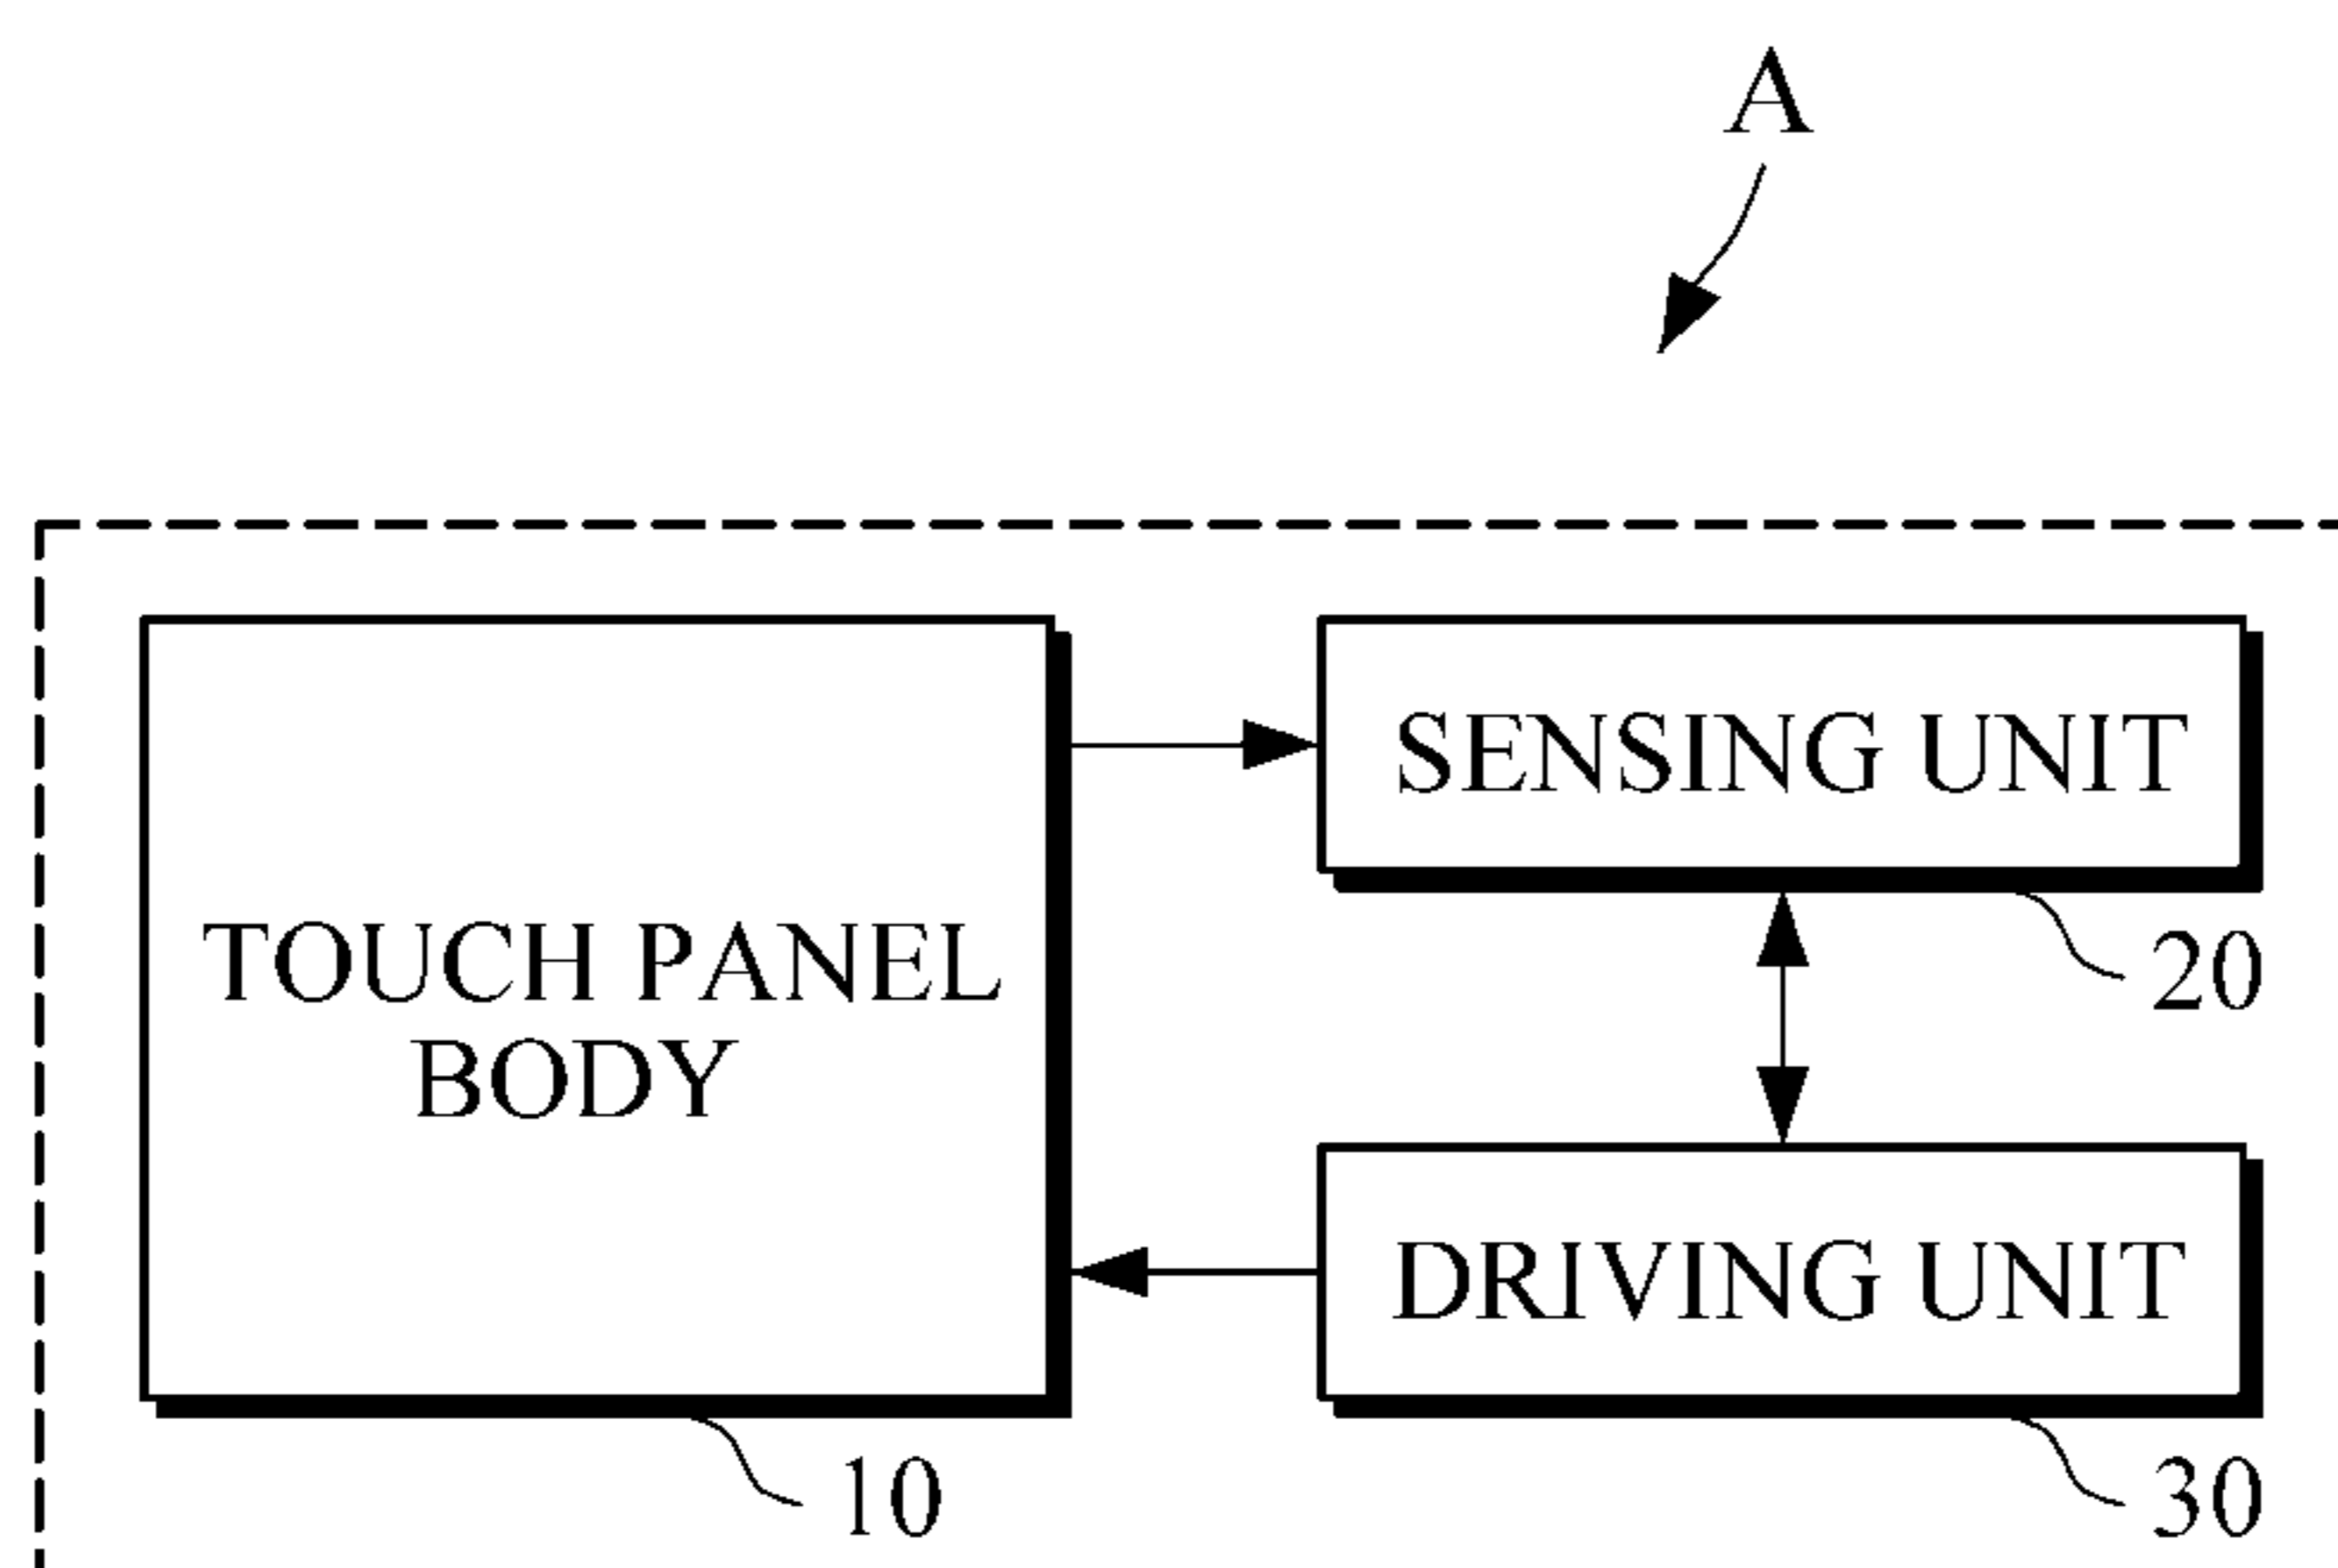 A
TOUCH PANEL
BODY
SENSING UNIT
20
DRIVING UNIT
10
30